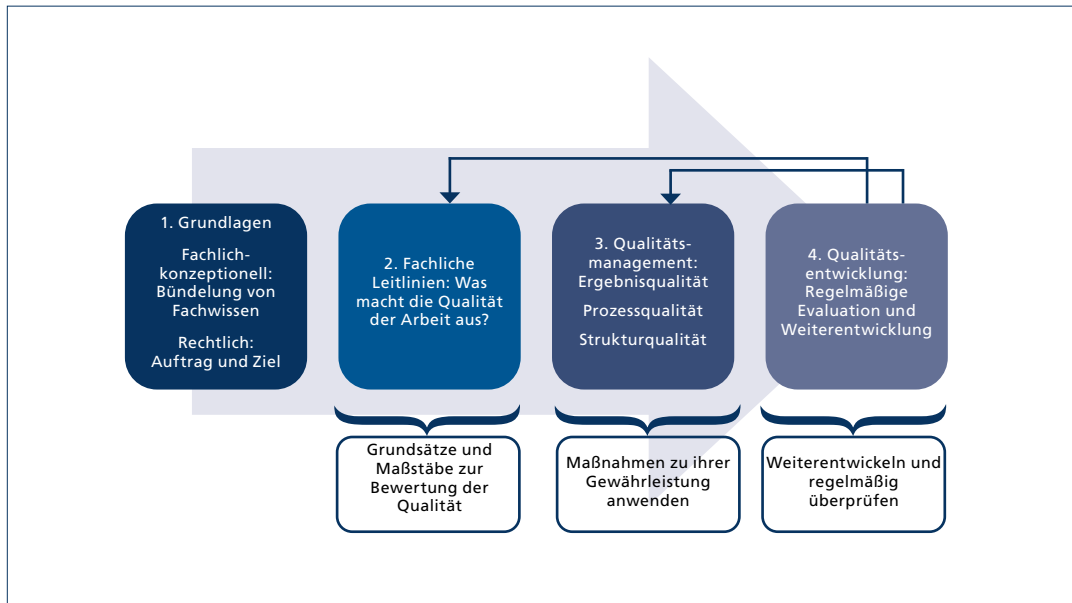 1. Grundlagen
Fachlich-
konzeptionell:
Bündelung von
Fachwissen
Rechtlich:
Auftrag und Ziel
2. Fachliche
Leitlinien: Was
macht die Qualität
der Arbeit aus?
3. Qualitäts-
management:
Ergebnisqualität
Prozessqualität
Strukturqualität
4. Qualitäts-
entwicklung:
Regelmäßige
Evaluation und
Weiterentwicklung
Grundsätze und
Maßstäbe zur
Bewertung der
Qualität
Maßnahmen zu ihrer
Gewährleistung
anwenden
Weiterentwickeln und
regelmäßig
überprüfen